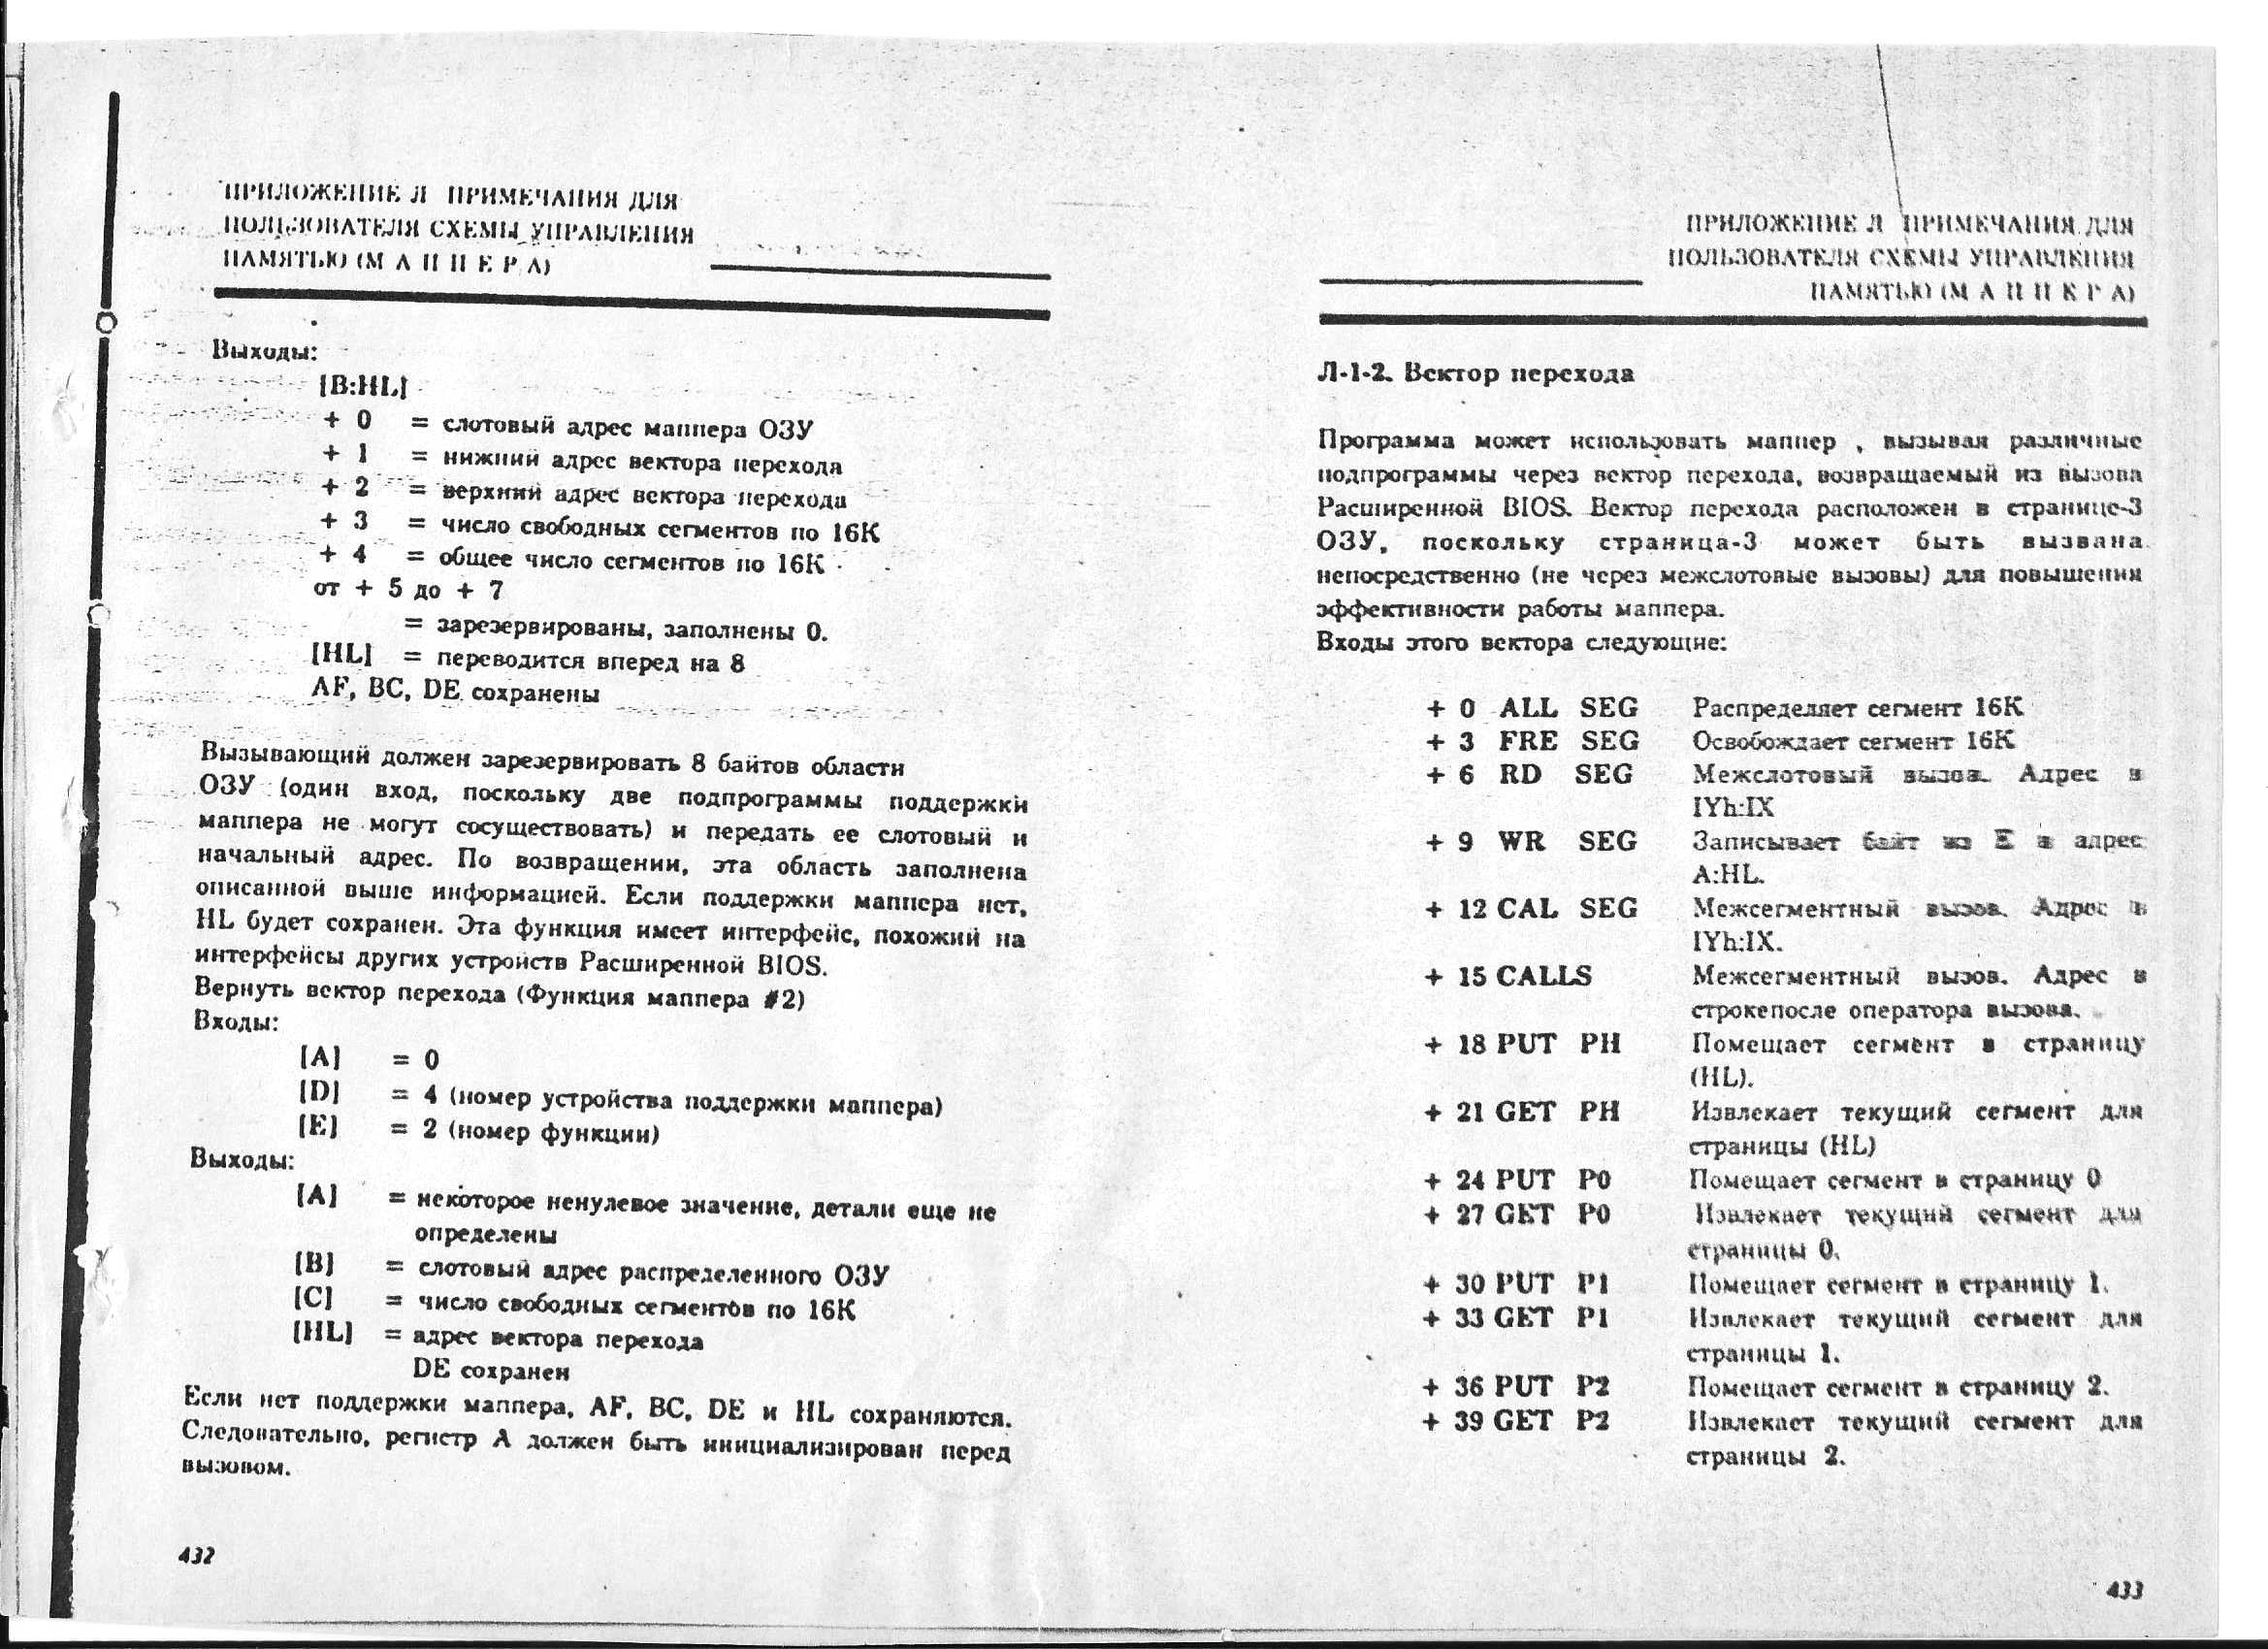 ПРИЛОЖЕНИЕ Л ПРИМЕЧАНИЯ ДЛЯ
ПОЛЬЗОВАТЕЛЯ СХЕМЫ УПРАВЛЕНИЯ
ПАМЯТЬЮ (М А П П Е Р А)
Выходы:
[B:HL]
+ 0 = слотовый адрес маппера ОЗУ
+ 1 = нижний адрес вектора перехода
+ 2 = верхний адрес вектора перехода
+ 3 = число свободных сегментов по 16К
+ 4 = общее число сегментов по 16К
от + 5 до + 7
= зарезервированы, заполнены 0.
[HL] = переводится вперед на 8
AF, BC, DE сохранены
Вызывающий должен зарезервировать 8 байтов области
ОЗУ (один вход, поскольку две подпрограммы поддержки
маппера не могут сосуществовать) и передать ее слотовый и
начальный адрес. По возвращении, эта область заполнена
описанной выше информацией. Если поддержки маппера нет,
HL будет сохранен. Эта функция имеет интерфейс, похожий на
интерфейсы других устройств Расширенной BIOS.
Вернуть вектор перехода (Функция маппера #2)
Входы:
[A] = 0
[D] = 4 (номер устройства поддержки маппера)
[E] = 2 (номер функции)
Выходы:
[A] = некоторое ненулевое значение, детали еще не
определены
[B] = слотовый адрес распределенного ОЗУ
[C] = число свободных сегментов по 16К
[HL] = адрес вектора перехода
DE сохранен
Если нет поддержки маппера, AF, BC, DE и HL сохраняются.
Следовательно, регистр А должен быть инициализирован перед
вызовом.
432
ПРИЛОЖЕНИЕ Л ПРИМЕЧАНИЯ ДЛЯ
ПОЛЬЗОВАТЕЛЯ СХЕМЫ УПРАВЛЕНИЯ
ПАМЯТЬЮ (М А П П Е Р А)
Л-1-2. Вектор перехода
Программа может использовать маппер , вызывая различные
подпрограммы через вектор перехода, возвращаемый из вызова
Расширенной BIOS. Вектор перехода расположен в странице-3
ОЗУ, поскольку страница-3 может быть вызвана
непосредственно (не через межслотовые вызовы) для повышения
эффективности работы маппера.
Входы этого вектора следующие:
+ 0 ALL SEG Распределяет сегмент 16К
+ 3 FRE SEG Освобождает сегмент 16К
+ 6 RD SEG Межслотовый вызов. Адрес в
IYh:IX
+ 9 WR SEG Записывает байт из E в адрес
A:HL.
+ 12 CAL SEG Межсегментный вызов. Адрес в
IYh:IX.
+ 15 CALLS Межсегментный вызов. Адрес в
строкепосле оператора вызова.
+ 18 PUT PH Помещает сегмент в страницу
(HL).
+ 21 GET PH Извлекает текущий сегмент для
страницы (HL)
+ 24 PUT P0 Помещает сегмент в страницу 0
+ 27 GET P0 Извлекает текущий сегмент для
страницы 0.
+ 30 PUT P1 Помещает сегмент в страницу 1.
+ 33 GET P1 Извлекает текущий сегмент для
страницы 1.
+ 36 PUT P2 Помещает сегмент в страницу 2.
+ 39 GET P2 Извлекает текущий сегмент для
страницы 2.
433